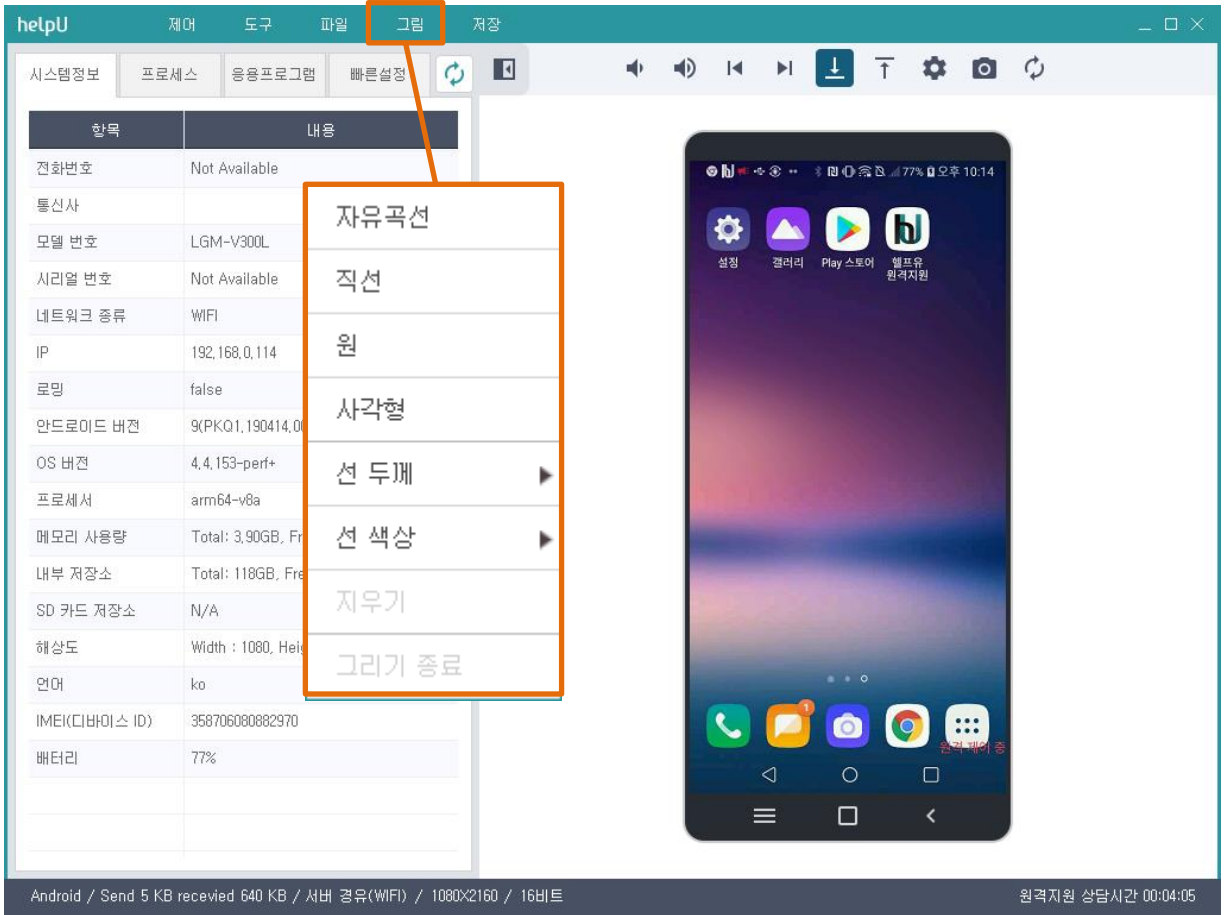 helpU 제어 도구 파일 그림 저장
시스템정보 프로세스 응용프로그램 빠른설정
항목 내용
전화번호 Not Available
통신사
모델 번호 LGM-V300L
시리얼 번호 Not Available
네트워크 종류 WIFI
IP 192,168,0,114
로밍 false
안드로이드 버전 9(PKQ1,190414,00
OS 버전 4,4,153-perf+
프로세서 arm64-v8a
메모리 사용량 Total: 3,90GB, Fr
내부 저장소 Total: 118GB, Fre
SD 카드 저장소 N/A
해상도 Width : 1080, Heig
언어 ko
IMEI(디바이스 ID) 358706080882970
배터리 77%
자유곡선
직선
원
사각형
선 두께
선 색상
지우기
그리기 종료
77% 오후 10:14
설정 갤러리 Play 스토어 헬프유
원격지원
1
원격 제어 중
Android / Send 5 KB recevied 640 KB / 서버 경유(WIFI) / 1080X2160 / 16비트 원격지원 상담시간 00:04:05